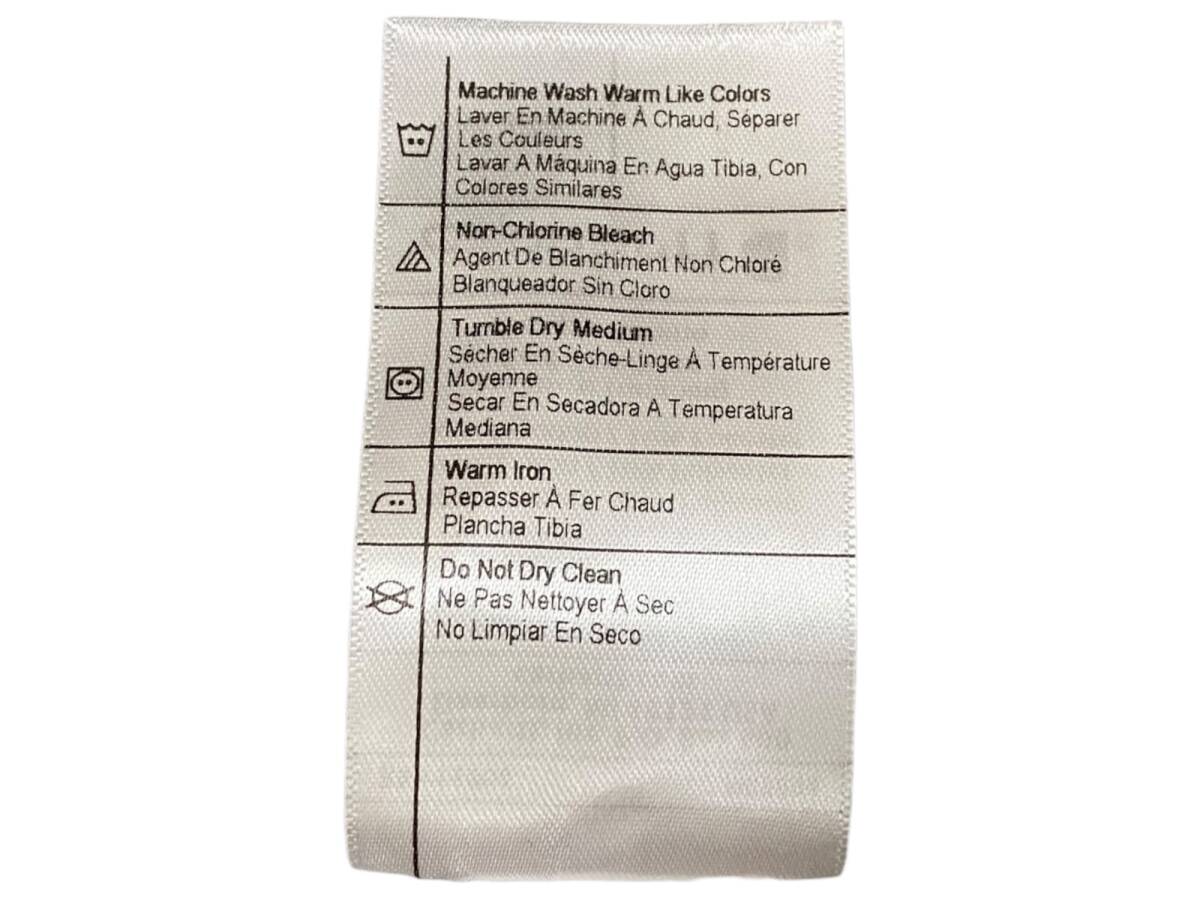 Machine Wash Warm Like Colors
Laver En Machine À Chaud, Séparer
Les Couleurs
Lavar A Máquina En Agua Tibia, Con
Colores Similares
Non-Chlorine Bleach
Agent De Blanchiment Non Chloré
Blanqueador Sin Cloro
Tumble Dry Medium
Sécher En Sèche-Linge À Température
Moyenne
Secar En Secadora A Temperatura
Mediana
Warm Iron
Repasser À Fer Chaud
Plancha Tibia
Do Not Dry Clean
Ne Pas Nettoyer À Sec
No Limpiar En Seco